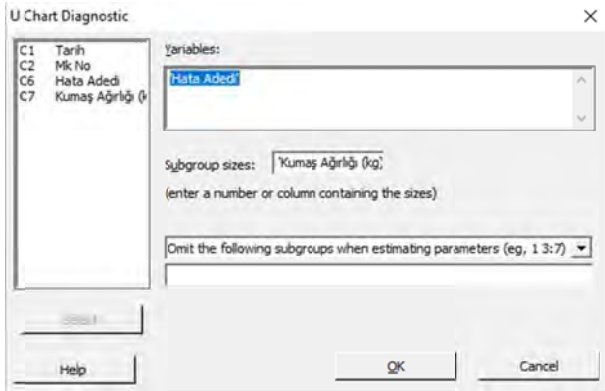 U Chart Diagnostic
C1 Tarih
C2 Mk No
C6 Hata Adedi
C7 Kumaş Ağırlığı (k
Variables:
'Hata Adedi'
Subgroup sizes: 'Kumaş Ağırlığı (kg)
(enter a number or column containing the sizes)
Omit the following subgroups when estimating parameters (eg, 1 3:7)
Select
Help
OK
Cancel